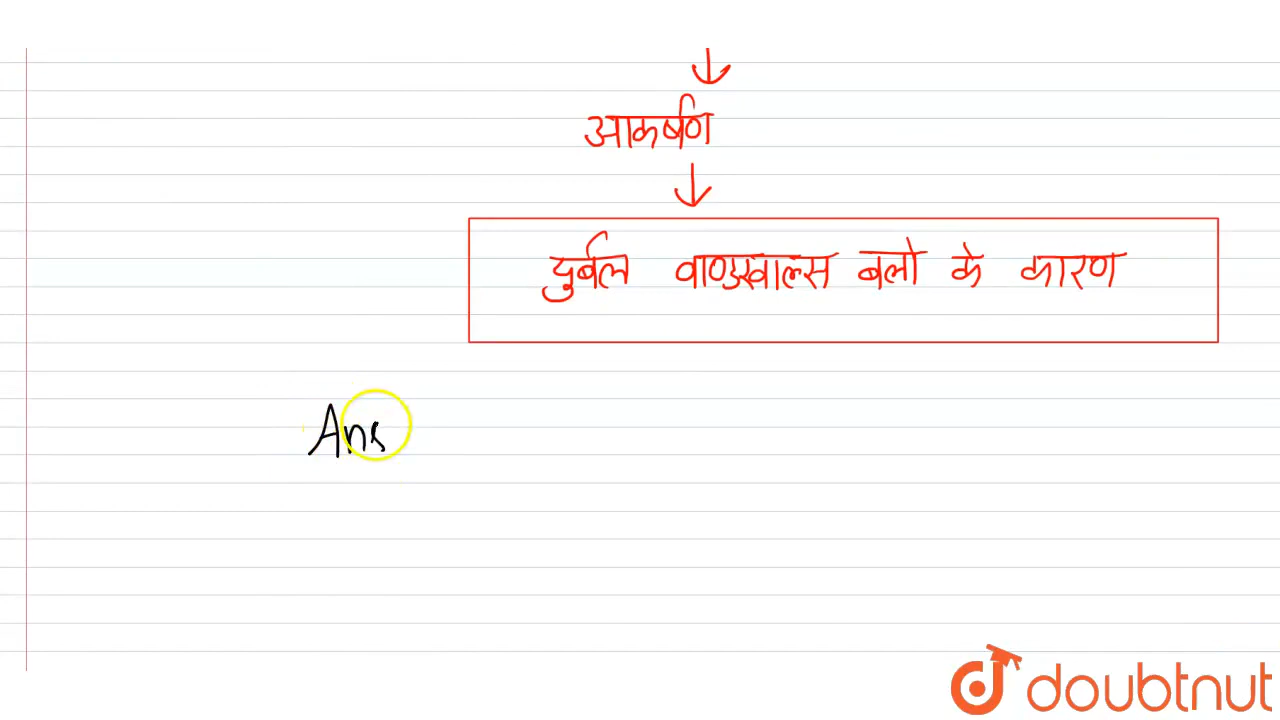 ↓
आकर्षण
↓
दुर्बल वाण्डरवाल्स बलो के कारण
Ans
doubtnut